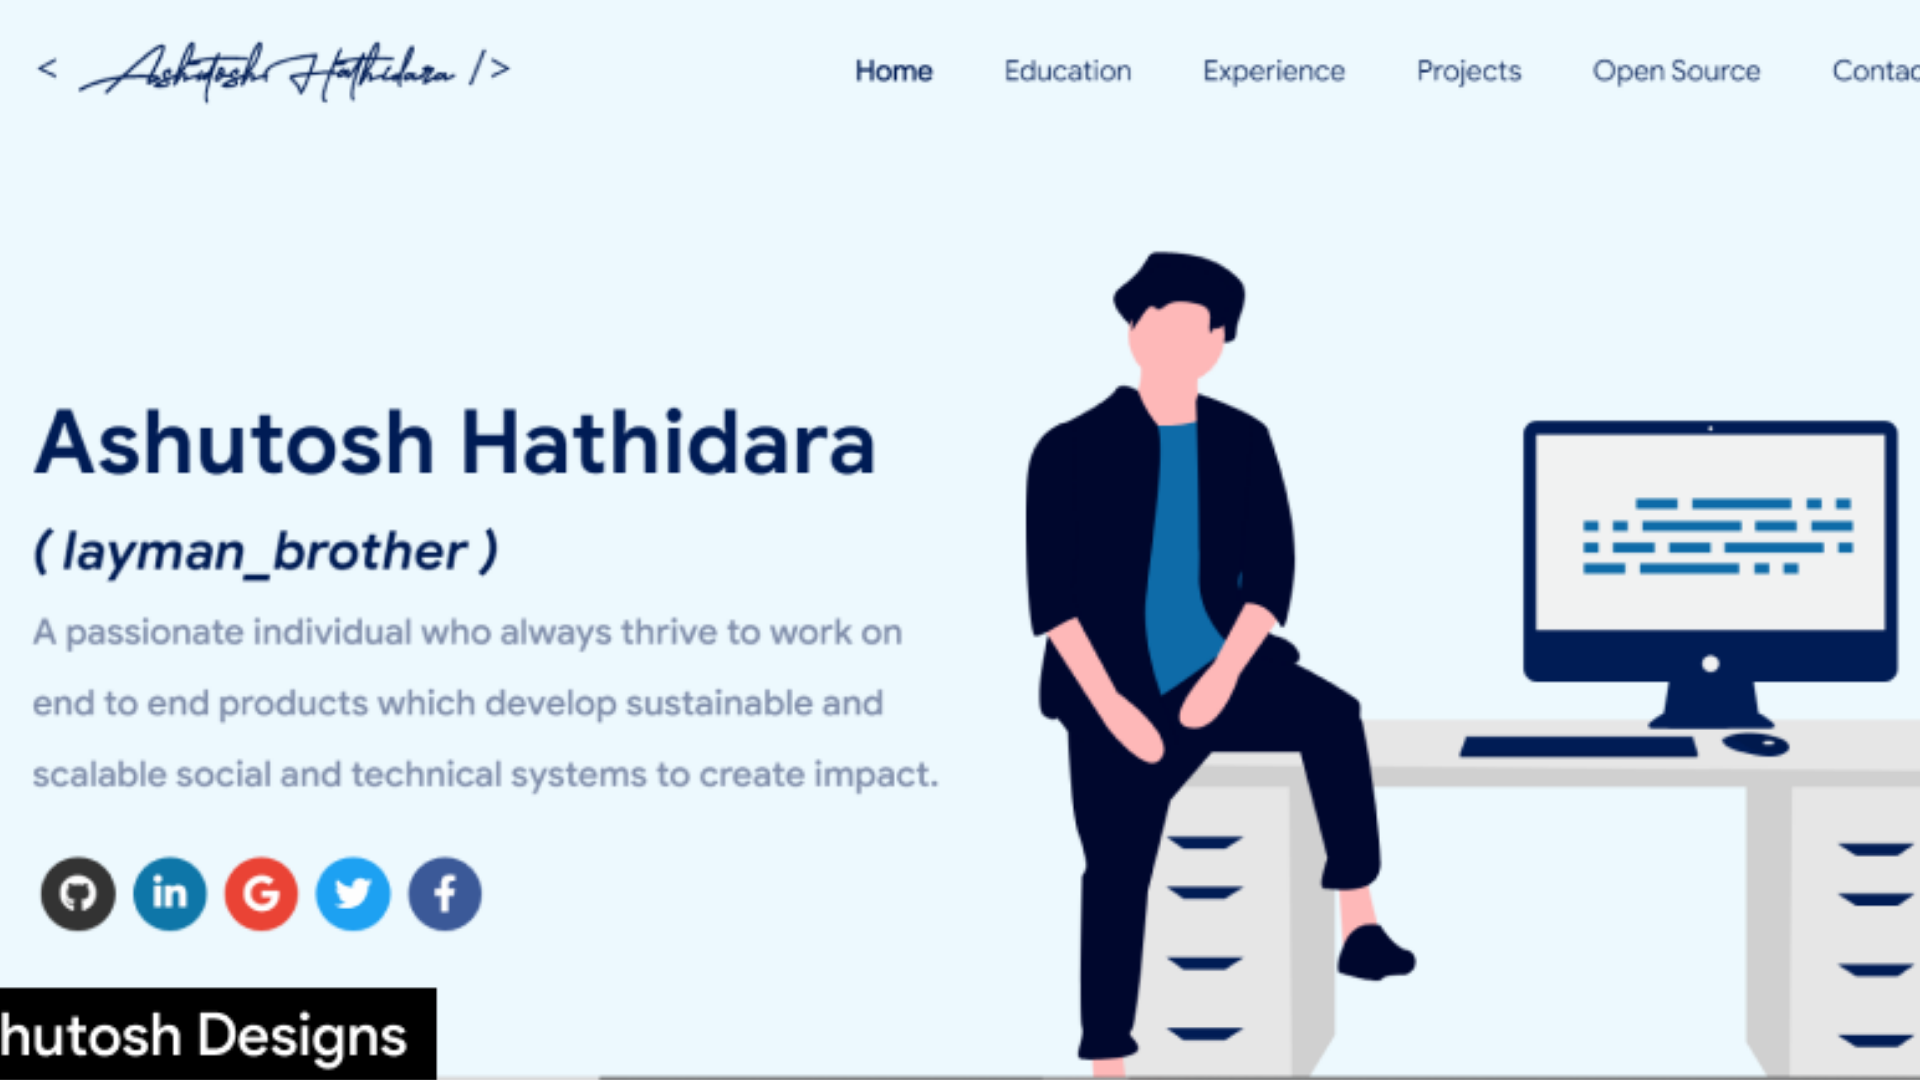 < Ashutosh Hathidara />
Home Education Experience Projects Open Source Contac
Ashutosh Hathidara
( layman_brother )
A passionate individual who always thrive to work on
end to end products which develop sustainable and
scalable social and technical systems to create impact.
in G f
hutosh Designs